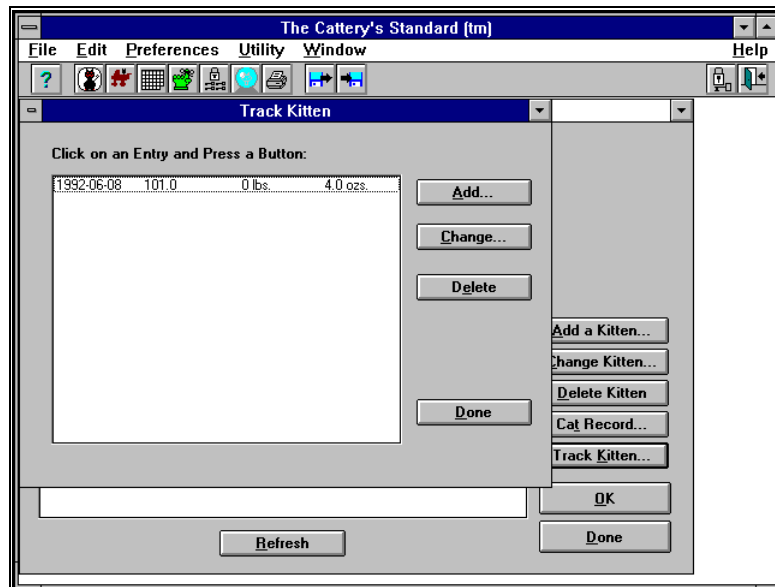 The Cattery's Standard (tm)
File Edit Preferences Utility Window Help
?
Track Kitten
Click on an Entry and Press a Button:
1992-06-08 101.0 0 lbs. 4.0 ozs.
Add...
Change...
Delete
Done
Add a Kitten...
Change Kitten...
Delete Kitten
Cat Record...
Track Kitten...
OK
Refresh
Done